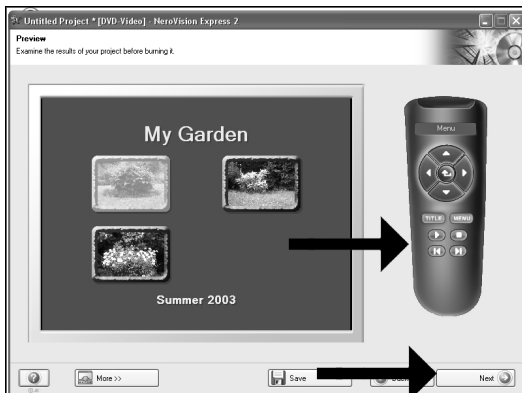 Untitled Project * [DVD-Video] - NeroVision Express 2
Preview
Examine the results of your project before burning it.
My Garden
Summer 2003
Menu
TITLE MENU
? More >> Save Next